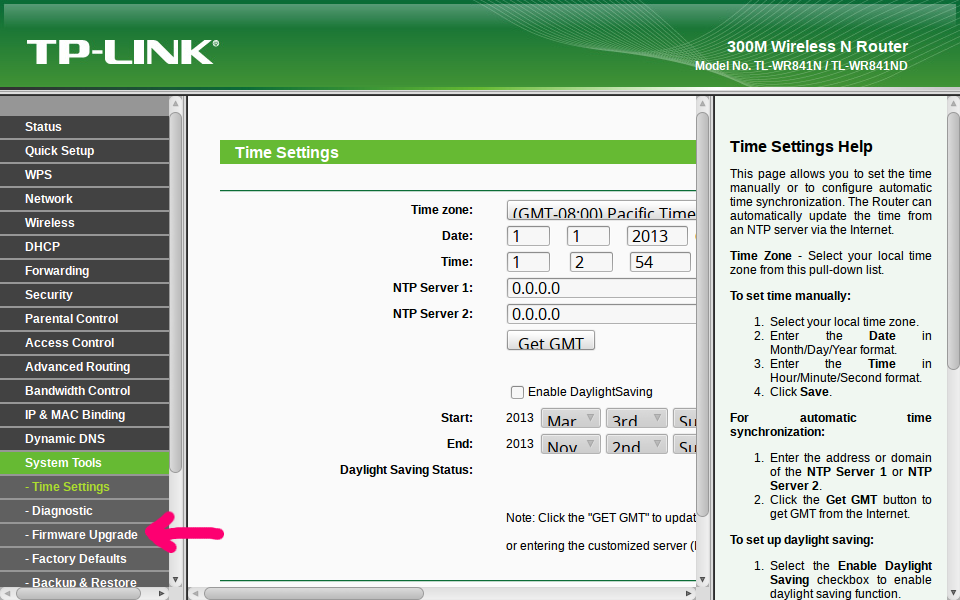 TP-LINK®
300M Wireless N Router
Model No. TL-WR841N / TL-WR841ND
Status
Quick Setup
WPS
Network
Wireless
DHCP
Forwarding
Security
Parental Control
Access Control
Advanced Routing
Bandwidth Control
IP & MAC Binding
Dynamic DNS
System Tools
- Time Settings
- Diagnostic
- Firmware Upgrade
- Factory Defaults
- Backup & Restore
Time Settings
Time zone: (GMT-08:00) Pacific Time
Date: 1 1 2013
Time: 1 2 54
NTP Server 1: 0.0.0.0
NTP Server 2: 0.0.0.0
Get GMT
Enable DaylightSaving
Start: 2013 Mar 3rd Su
End: 2013 Nov 2nd Su
Daylight Saving Status:
Note: Click the "GET GMT" to updat
or entering the customized server (
Time Settings Help
This page allows you to set the time
manually or to configure automatic
time synchronization. The Router can
automatically update the time from
an NTP server via the Internet.
Time Zone - Select your local time
zone from this pull-down list.
To set time manually:
1. Select your local time zone.
2. Enter the Date in
Month/Day/Year format.
3. Enter the Time in
Hour/Minute/Second format.
4. Click Save.
For automatic time
synchronization:
1. Enter the address or domain
of the NTP Server 1 or NTP
Server 2.
2. Click the Get GMT button to
get GMT from the Internet.
To set up daylight saving:
1. Select the Enable Daylight
Saving checkbox to enable
daylight saving function.